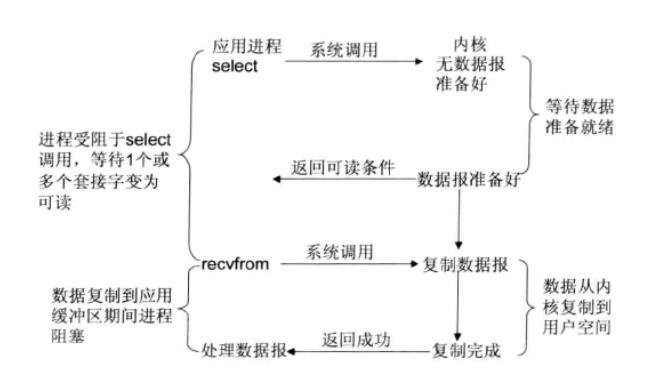 应用进程
select
系统调用
内核
无数据报
准备好
等待数据
准备就绪
进程受阻于select
调用，等待1个或
多个套接字变为
可读
返回可读条件
数据报准备好
recvfrom
系统调用
复制数据报
数据复制到应用
缓冲区期间进程
阻塞
数据从内
核复制到
用户空间
处理数据报
返回成功
复制完成